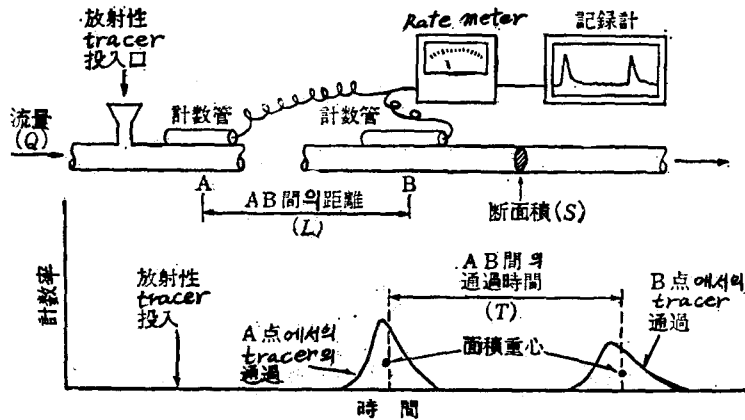 放射性
tracer
投入口
Rate meter
記録計
流量
(Q)
計数管
計数管
A
B
AB間의距離
(L)
断面積(S)
計数率
放射性
tracer
投入
A点에서의
tracer의
通過
AB間의
通過時間
(T)
面積重心
B点에서의
tracer
通過
時間